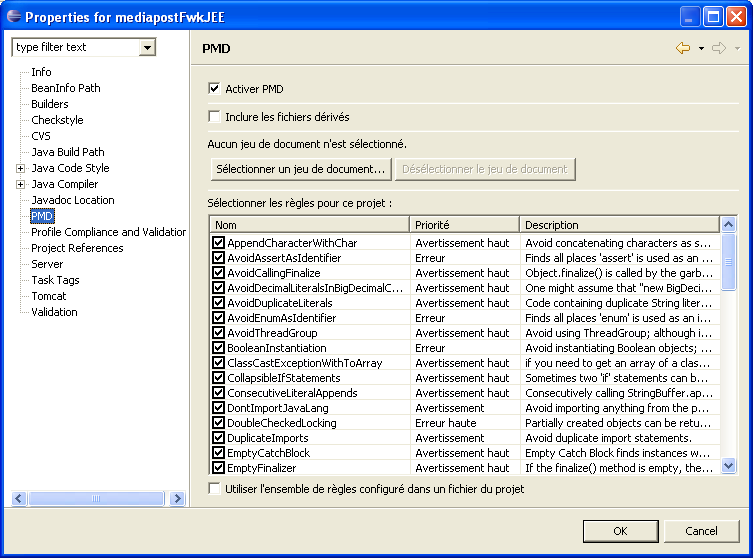 Properties for mediapostFwkJEE
type filter text
Info
BeanInfo Path
Builders
Checkstyle
CVS
Java Build Path
Java Code Style
Java Compiler
Javadoc Location
PMD
Profile Compliance and Validation
Project References
Server
Task Tags
Tomcat
Validation
PMD
Activer PMD
Inclure les fichiers dérivés
Aucun jeu de document n'est sélectionné.
Sélectionner un jeu de document... Désélectionner le jeu de document
Sélectionner les règles pour ce projet :
Nom Priorité Description
AppendCharacterWithChar Avertissement haut Avoid concatenating characters as s...
AvoidAssertAsIdentifier Erreur Finds all places 'assert' is used as an ...
AvoidCallingFinalize Avertissement haut Object.finalize() is called by the garb...
AvoidDecimalLiteralsInBigDecimalC... Avertissement haut One might assume that "new BigDeci...
AvoidDuplicateLiterals Avertissement haut Code containing duplicate String liter...
AvoidEnumAsIdentifier Erreur Finds all places 'enum' is used as an i...
AvoidThreadGroup Avertissement haut Avoid using ThreadGroup; although i...
BooleanInstantiation Erreur Avoid instantiating Boolean objects; ...
ClassCastExceptionWithToArray Avertissement haut if you need to get an array of a clas...
CollapsibleIfStatements Avertissement haut Sometimes two 'if' statements can b...
ConsecutiveLiteralAppends Avertissement haut Consecutively calling StringBuffer.ap...
DontImportJavaLang Avertissement Avoid importing anything from the p...
DoubleCheckedLocking Erreur haute Partially created objects can be retu...
DuplicateImports Avertissement Avoid duplicate import statements.
EmptyCatchBlock Avertissement haut Empty Catch Block finds instances w...
EmptyFinalizer Avertissement haut If the finalize() method is empty, the...
Utiliser l'ensemble de règles configuré dans un fichier du projet
OK Cancel